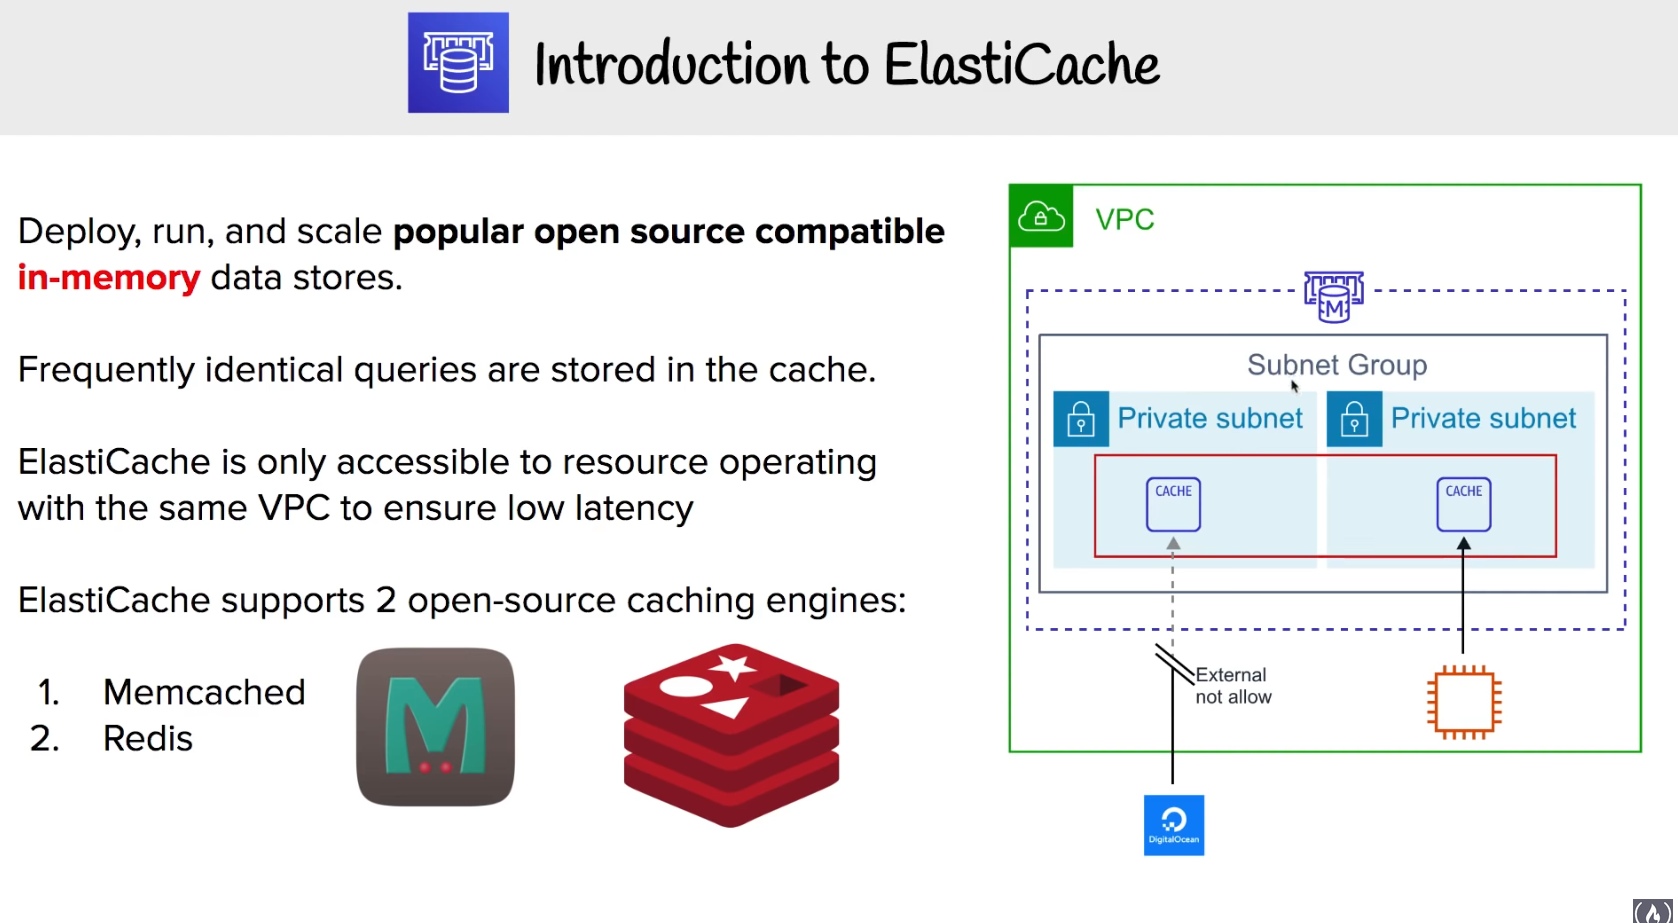 Introduction to ElastiCache
Deploy, run, and scale popular open source compatible
in-memory data stores.
Frequently identical queries are stored in the cache.
ElastiCache is only accessible to resource operating
with the same VPC to ensure low latency
ElastiCache supports 2 open-source caching engines:
1. Memcached
2. Redis
VPC
M
Subnet Group
Private subnet
Private subnet
CACHE
CACHE
External
not allow
DigitalOcean